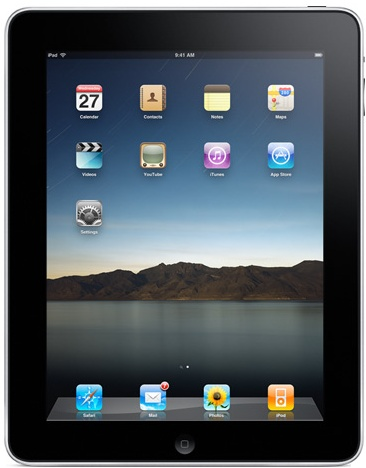 iPad 9:41 AM
27
280
Calendar Contacts Notes Maps
Videos YouTube iTunes App Store
Settings
Safari Mail Photos iPod